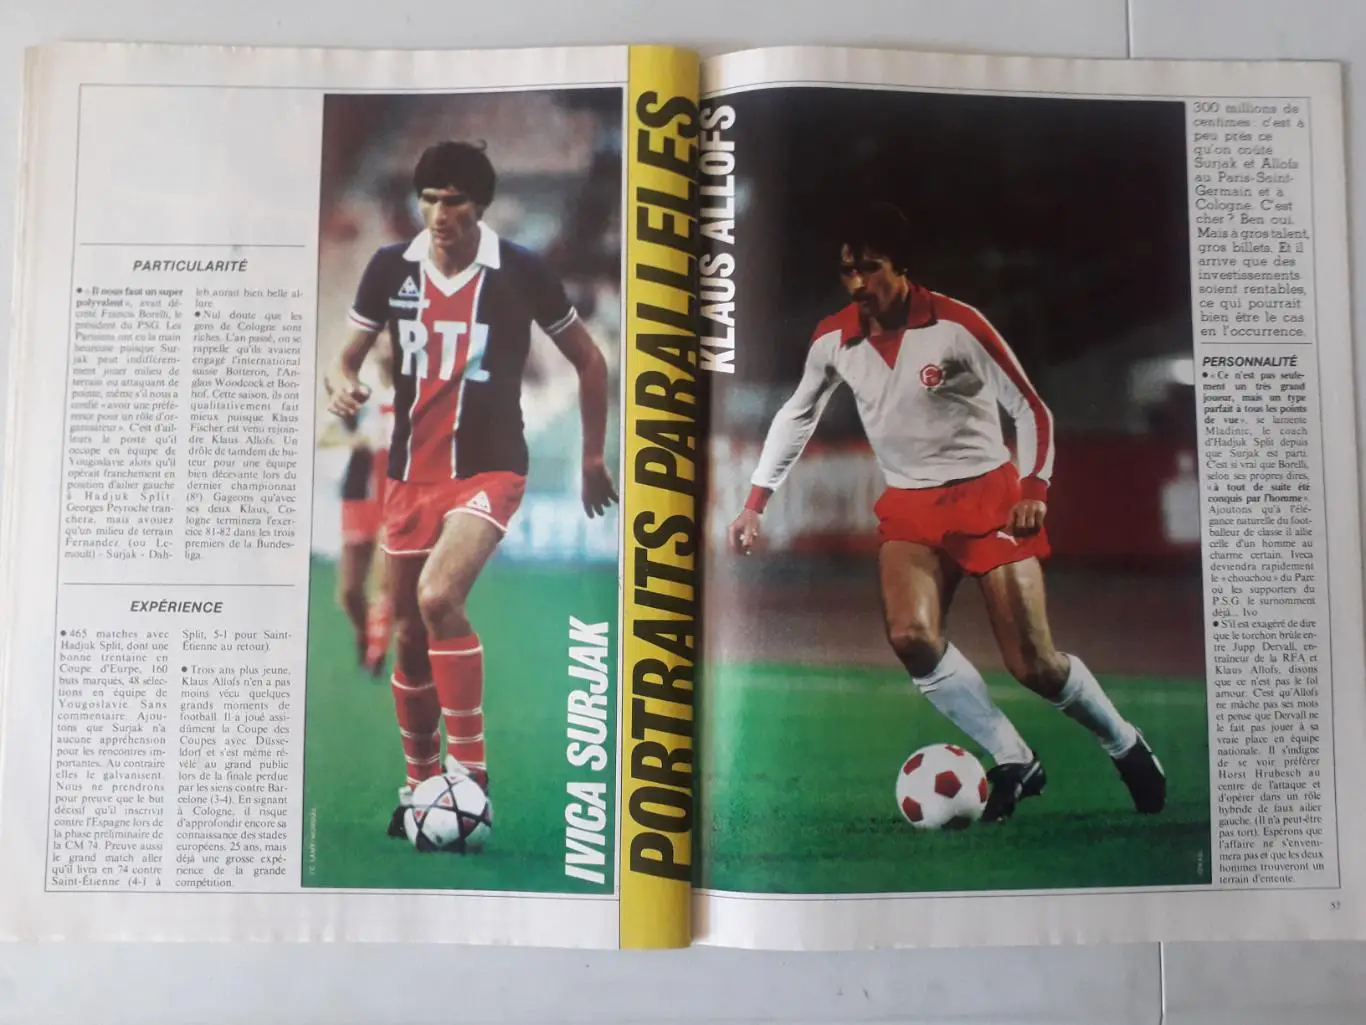 PARTICULARITÉ
● « Il nous faut un super
polyvalent », avait dé-
crété Francis Borelli, le
président du PSG. Les
Parisiens ont eu la main
heureuse puisque Sur-
jak peut indifférem-
ment jouer milieu de
terrain ou attaquant de
pointe, même s'il nous a
confié « avoir une préfé-
rence pour un rôle d'or-
ganisateur ». C'est d'ail-
leurs le poste qu'il
occupe en équipe de
Yougoslavie alors qu'il
opérait franchement en
position d'ailier gauche
à Hadjuk Split.
Georges Peyroche tran-
chera, mais avouez
qu'un milieu de terrain
Fernandez (ou Le-
moult) - Surjak - Dah-
leb aurait bien belle al-
lure.
● Nul doute que les
gens de Cologne sont
riches. L'an passé, on se
rappelle qu'ils avaient
engagé l'international
suisse Botteron, l'An-
glais Woodcock et Bon-
hof. Cette saison, ils ont
qualitativement fait
mieux puisque Klaus
Fischer est venu rejoin-
dre Klaus Allofs. Un
drôle de tamdem de bu-
teur pour une équipe
bien décevante lors du
dernier championnat
(8e). Gageons qu'avec
ses deux Klaus, Co-
logne terminera l'exer-
cice 81-82 dans les trois
premiers de la Bundes-
liga.
EXPÉRIENCE
● 465 matches avec
Hadjuk Split, dont une
bonne trentaine en
Coupe d'Eurpe, 160
buts marqués, 48 sélec-
tions en équipe de
Yougoslavie. Sans
commentaire. Ajou-
tons que Surjak n'a
aucune appréhension
pour les rencontres im-
portantes. Au contraire
elles le galvanisent.
Nous ne prendrons
pour preuve que le but
décisif qu'il inscrivit
contre l'Espagne lors de
la phase préliminaire de
la CM 74. Preuve aussi
le grand match aller
qu'il livra en 74 contre
Saint-Étienne (4-1 à
Split, 5-1 pour Saint-
Étienne au retour).
● Trois ans plus jeune,
Klaus Allofs n'en a pas
moins vécu quelques
grands moments de
football. Il a joué assi-
dûment la Coupe des
Coupes avec Düssel-
dorf et s'est même ré-
vélé au grand public
lors de la finale perdue
par les siens contre Bar-
celone (3-4). En signant
à Cologne, il risque
d'approfondir encore sa
connaissance des stades
européens. 25 ans, mais
déjà une grosse expé-
rience de la grande
compétition.
RTL
IVICA SURJAK
PORTRAITS PARALLELES
KLAUS ALLOFS
300 millions de
centimes : c'est à
peu près ce
qu'on coûté
Surjak et Allofs
au Paris-Saint-
Germain et à
Cologne. C'est
cher ? Ben oui.
Mais à gros talent,
gros billets. Et il
arrive que des
investissements
soient rentables,
ce qui pourrait
bien être le cas
en l'occurrence.
PERSONNALITÉ
● « Ce n'est pas seule-
ment un très grand
joueur, mais un type
parfait à tous les points
de vue », se lamente
Mladinic, le coach
d'Hadjuk Split depuis
que Surjak est parti.
C'est si vrai que Borelli,
selon ses propres dires,
« à tout de suite été
conquis par l'homme ».
Ajoutons qu'à l'élé-
gance naturelle du foot-
balleur de classe il allie
celle d'un homme au
charme certain. Iveca
deviendra rapidement
le « chouchou » du Parc
où les supporters du
P.S.G. le surnomment
déjà... Ivo
● S'il est exagéré de dire
que le torchon brûle en-
tre Jupp Dervall, en-
traîneur de la RFA et
Klaus Allofs, disons
que ce n'est pas le fol
amour. C'est qu'Allofs
ne mâche pas ses mots
et pense que Dervall ne
le fait pas jouer à sa
vraie place en équipe
nationale. Il s'indigne
de se voir préférer
Horst Hrubesch au
centre de l'attaque et
d'opérer dans un rôle
hybride de faux ailier
gauche. (Il n'a peut-être
pas tort). Espérons que
l'affaire ne s'enveni-
mera pas et que les deux
hommes trouveront un
terrain d'entente.
57